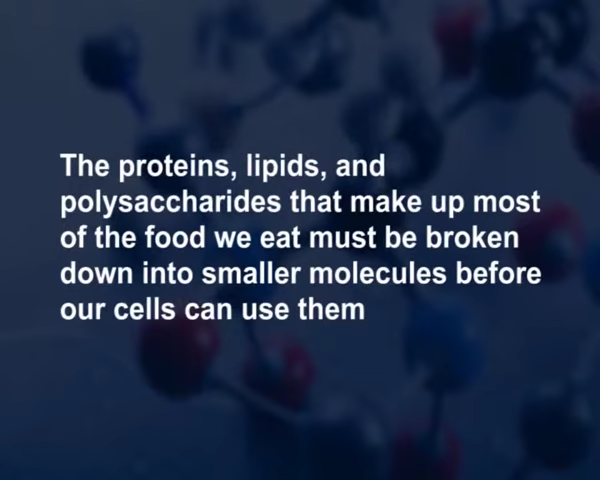 The proteins, lipids, and
polysaccharides that make up most
of the food we eat must be broken
down into smaller molecules before
our cells can use them